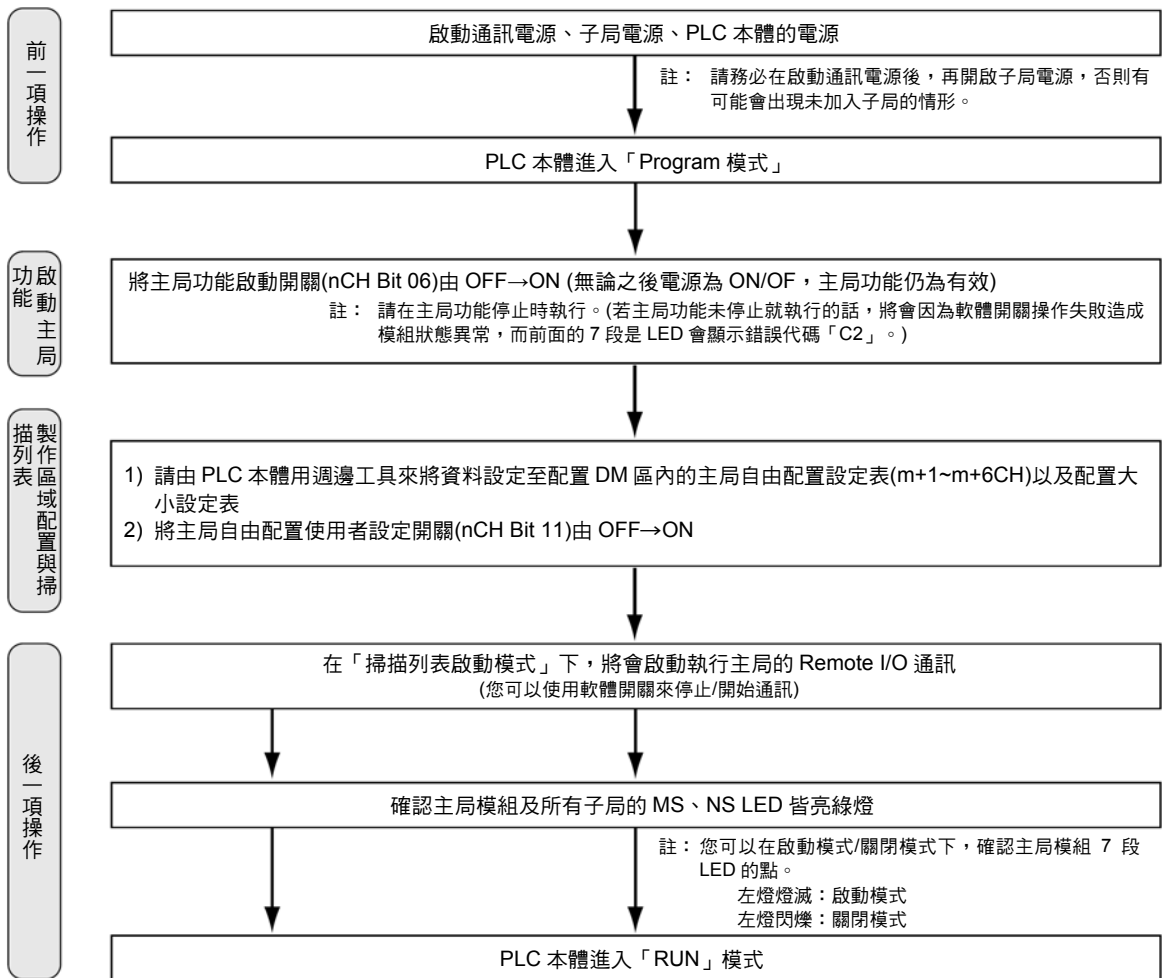 前一項操作
啟動通訊電源、子局電源、PLC 本體的電源
註： 請務必在啟動通訊電源後，再開啟子局電源，否則有
可能會出現未加入子局的情形。
PLC 本體進入「Program 模式」
啟動主局
功能
將主局功能啟動開關(nCH Bit 06)由 OFF→ON (無論之後電源為 ON/OF，主局功能仍為有效)
註： 請在主局功能停止時執行。(若主局功能未停止就執行的話，將會因為軟體開關操作失敗造成
模組狀態異常，而前面的 7 段是 LED 會顯示錯誤代碼「C2」。)
製作區域配置與掃
描列表
1) 請由 PLC 本體用週邊工具來將資料設定至配置 DM 區內的主局自由配置設定表(m+1~m+6CH)以及配置大
小設定表
2) 將主局自由配置使用者設定開關(nCH Bit 11)由 OFF→ON
後一項操作
在「掃描列表啟動模式」下，將會啟動執行主局的 Remote I/O 通訊
(您可以使用軟體開關來停止/開始通訊)
確認主局模組及所有子局的 MS、NS LED 皆亮綠燈
註：您可以在啟動模式/關閉模式下，確認主局模組 7 段
LED 的點。
左燈燈滅：啟動模式
左燈閃爍：關閉模式
PLC 本體進入「RUN」模式